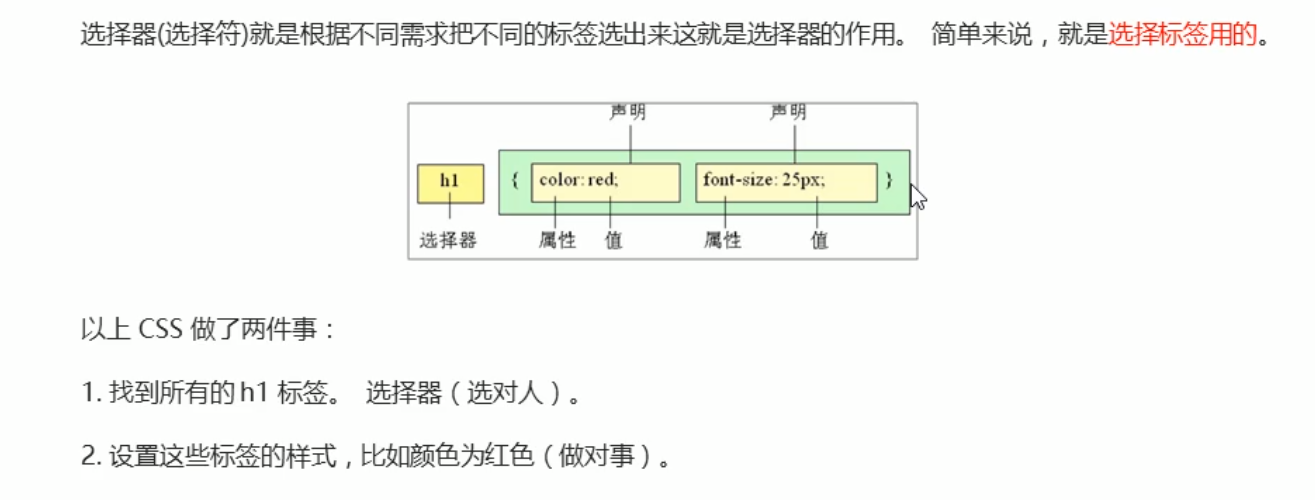 选择器(选择符)就是根据不同需求把不同的标签选出来这就是选择器的作用。 简单来说，就是选择标签用的。
声明 声明
h1 { color: red; font-size: 25px; }
选择器 属性 值 属性 值
以上 CSS 做了两件事：
1. 找到所有的 h1 标签。 选择器（选对人）。
2. 设置这些标签的样式，比如颜色为红色（做对事）。